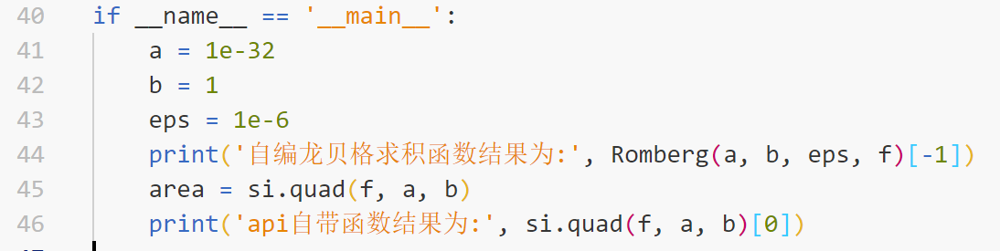 40 if __name__ == '__main__':
41     a = 1e-32
42     b = 1
43     eps = 1e-6
44     print('自编龙贝格求积函数结果为:', Romberg(a, b, eps, f)[-1])
45     area = si.quad(f, a, b)
46     print('api自带函数结果为:', si.quad(f, a, b)[0])